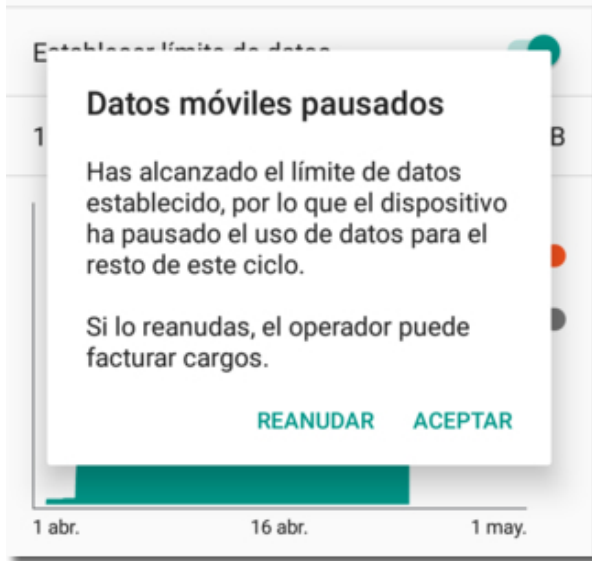 Datos móviles pausados
1
B
Has alcanzado el límite de datos
establecido, por lo que el dispositivo
ha pausado el uso de datos para el
resto de este ciclo.
Si lo reanudas, el operador puede
facturar cargos.
REANUDAR ACEPTAR
1 abr. 16 abr. 1 may.